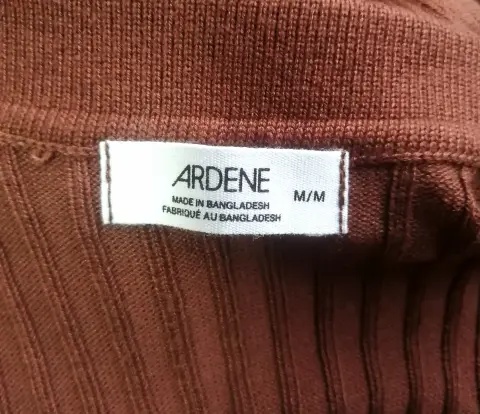 ARDENE
M/M
MADE IN BANGLADESH
FABRIQUÉ AU BANGLADESH